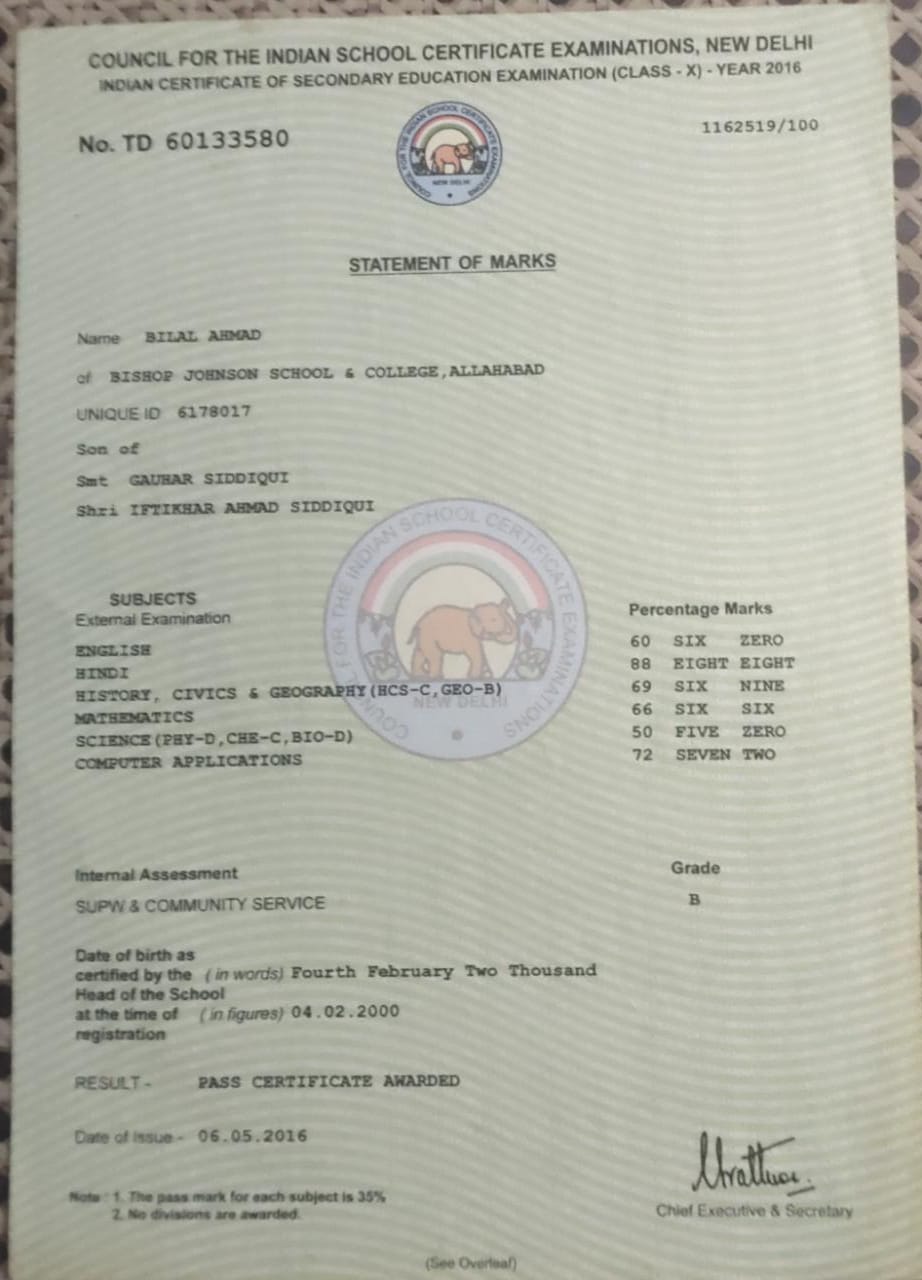 COUNCIL FOR THE INDIAN SCHOOL CERTIFICATE EXAMINATIONS, NEW DELHI
INDIAN CERTIFICATE OF SECONDARY EDUCATION EXAMINATION (CLASS - X) - YEAR 2016
No. TD 60133580
1162519/100
COUNCIL FOR THE INDIAN SCHOOL CERTIFICATE EXAMINATIONS
NEW DELHI
STATEMENT OF MARKS
Name BILAL AHMAD
of BISHOP JOHNSON SCHOOL & COLLEGE,ALLAHABAD
UNIQUE ID 6178017
Son of
Smt GAUHAR SIDDIQUI
Shri IFTIKHAR AHMAD SIDDIQUI
COUNCIL FOR THE INDIAN SCHOOL CERTIFICATE EXAMINATIONS
NEW DELHI
SUBJECTS Percentage Marks
External Examination
ENGLISH 60 SIX ZERO
HINDI 88 EIGHT EIGHT
HISTORY, CIVICS & GEOGRAPHY(HCS-C,GEO-B) 69 SIX NINE
MATHEMATICS 66 SIX SIX
SCIENCE(PHY-D,CHE-C,BIO-D) 50 FIVE ZERO
COMPUTER APPLICATIONS 72 SEVEN TWO
Internal Assessment Grade
SUPW & COMMUNITY SERVICE B
Date of birth as
certified by the (in words) Fourth February Two Thousand
Head of the School
at the time of (in figures) 04.02.2000
registration
RESULT - PASS CERTIFICATE AWARDED
Date of Issue - 06.05.2016
Note : 1. The pass mark for each subject is 35%
2. No divisions are awarded.
Chief Executive & Secretary
(See Overleaf)